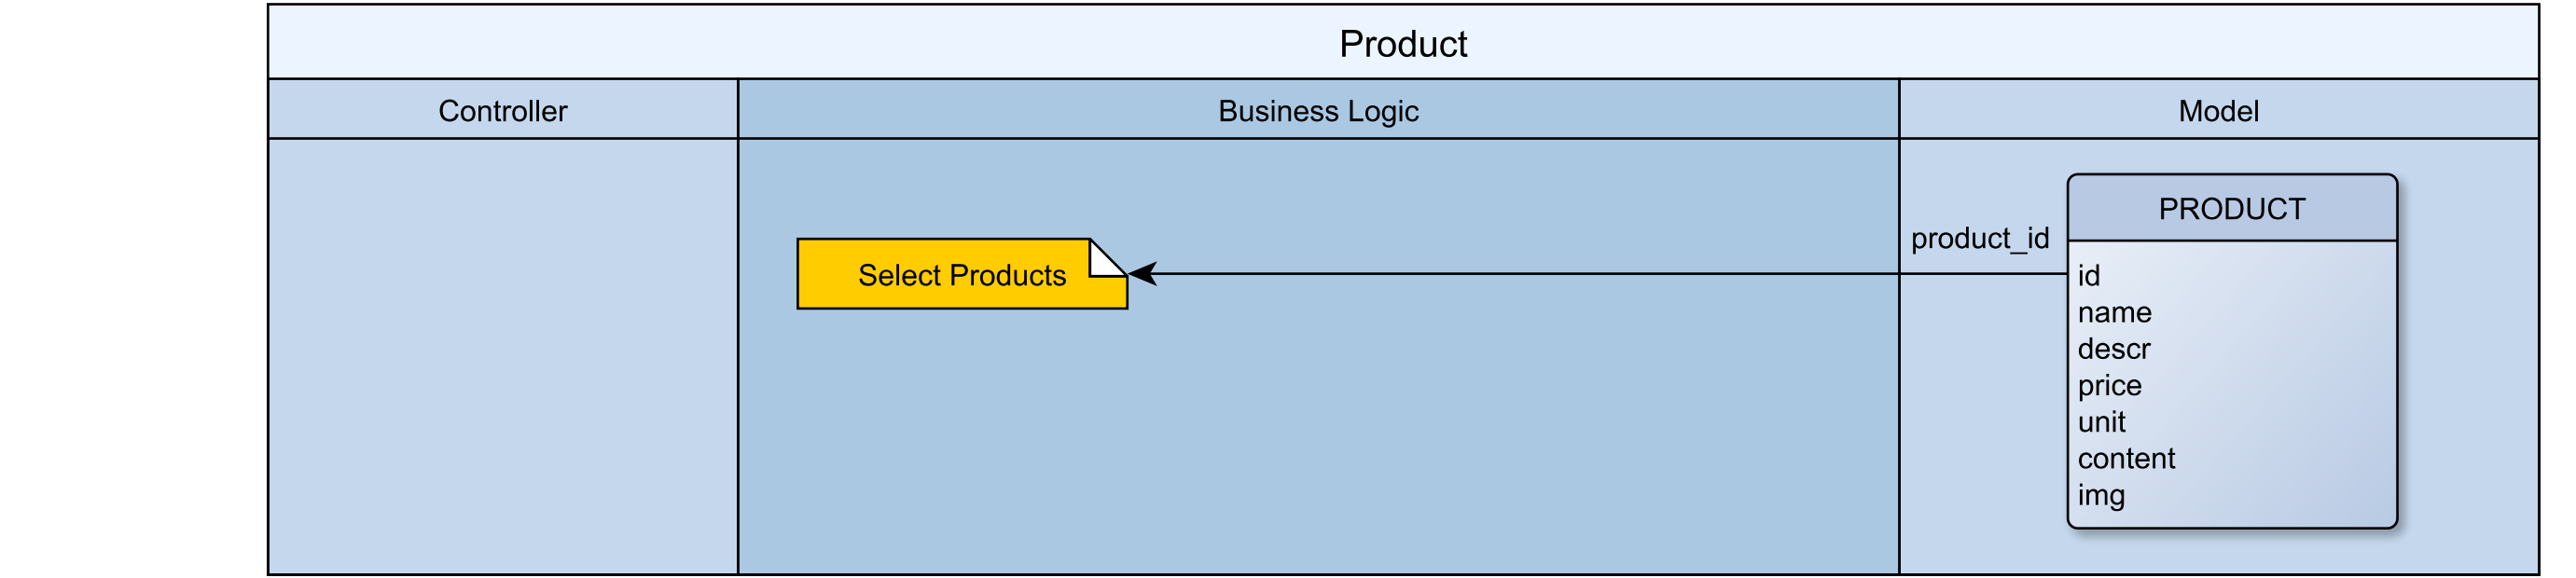 Product
Controller
Business Logic
Model
Select Products
product_id
PRODUCT
id
name
descr
price
unit
content
img